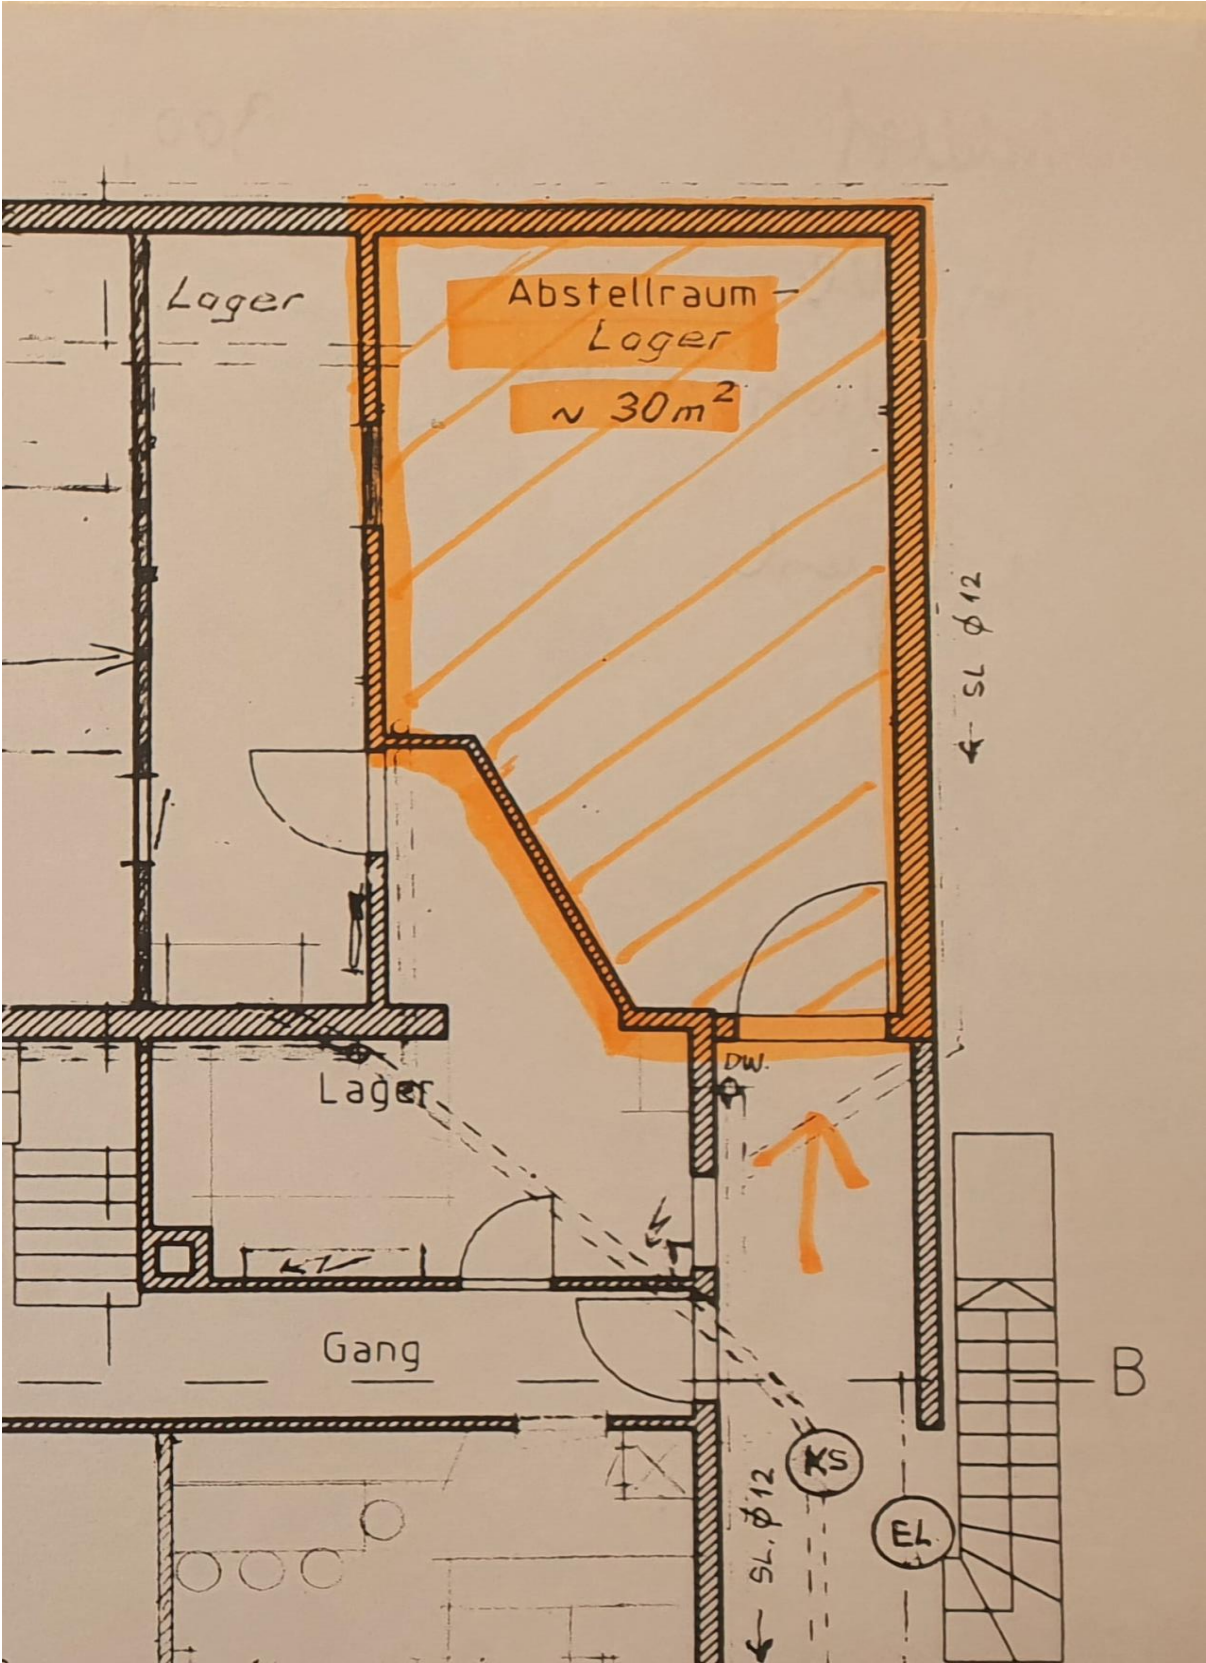 Lager
Abstellraum
Lager
~ 30m²
← SL ϕ 12
DW.
Lager
Gang
B
KS
EL
← SL. ϕ 12